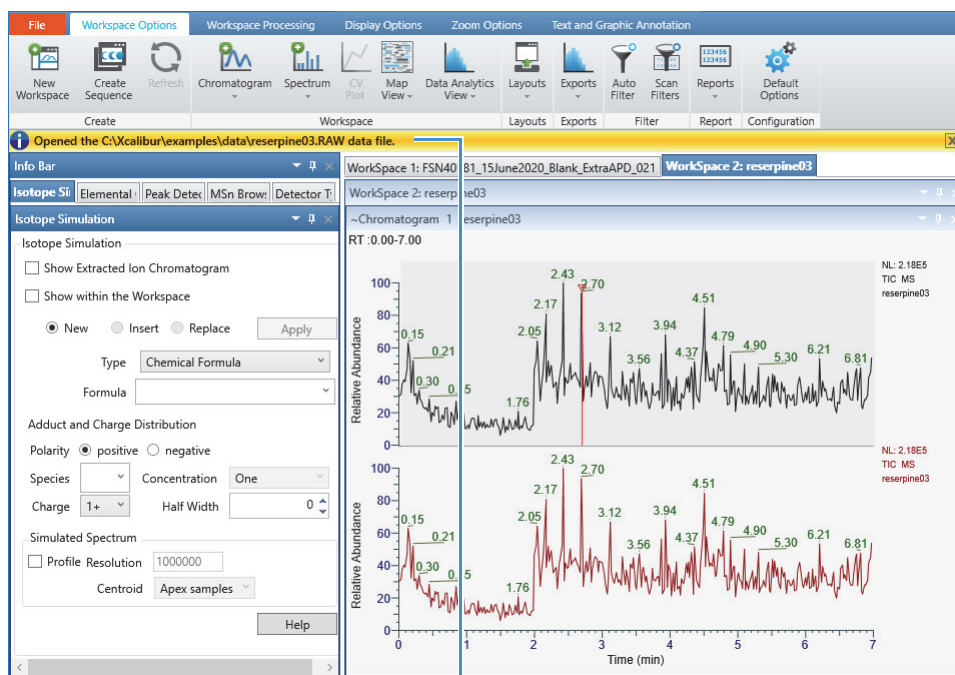 File Workspace Options Workspace Processing Display Options Zoom Options Text and Graphic Annotation
New Workspace Create Sequence Refresh Chromatogram Spectrum CV Plot Map View Data Analytics View Layouts Exports Auto Filter Scan Filters Reports Default Options
123456
123456
Create Workspace Layouts Exports Filter Report Configuration
Opened the C:\Xcalibur\examples\data\reserpine03.RAW data file.
Info Bar
WorkSpace 1: FSN40 81_15June2020_Blank_ExtraAPD_021 WorkSpace 2: reserpine03
Isotope Si Elemental Peak Detec MSn Brows Detector T
WorkSpace 2: reserpine03
Isotope Simulation
~Chromatogram 1 reserpine03
RT :0.00-7.00
Isotope Simulation
Show Extracted Ion Chromatogram
Show within the Workspace
New Insert Replace Apply
Type Chemical Formula
Formula
Adduct and Charge Distribution
Polarity positive negative
Species Concentration One
Charge 1+ Half Width 0
Simulated Spectrum
Profile Resolution 1000000
Centroid Apex samples
Help
NL: 2.18E5
TIC MS
reserpine03
Relative Abundance
100
80
60
40
20
0
0.15 0.21 0.30 1.76 2.05 2.17 2.43 2.70 3.12 3.56 3.94 4.37 4.51 4.79 4.90 5.30 6.21 6.81
NL: 2.18E5
TIC MS
reserpine03
Relative Abundance
100
80
60
40
20
0
0.15 0.21 0.30 1.76 2.05 2.17 2.43 2.70 3.12 3.56 3.94 4.37 4.51 4.79 4.90 5.30 6.21 6.81
0 1 2 3 4 5 6 7
Time (min)